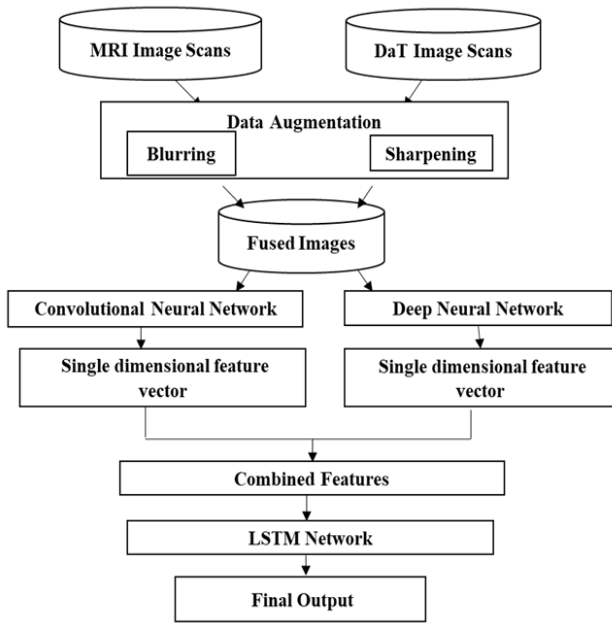 MRI Image Scans
DaT Image Scans
Data Augmentation
Blurring
Sharpening
Fused Images
Convolutional Neural Network
Deep Neural Network
Single dimensional feature
vector
Single dimensional feature
vector
Combined Features
LSTM Network
Final Output